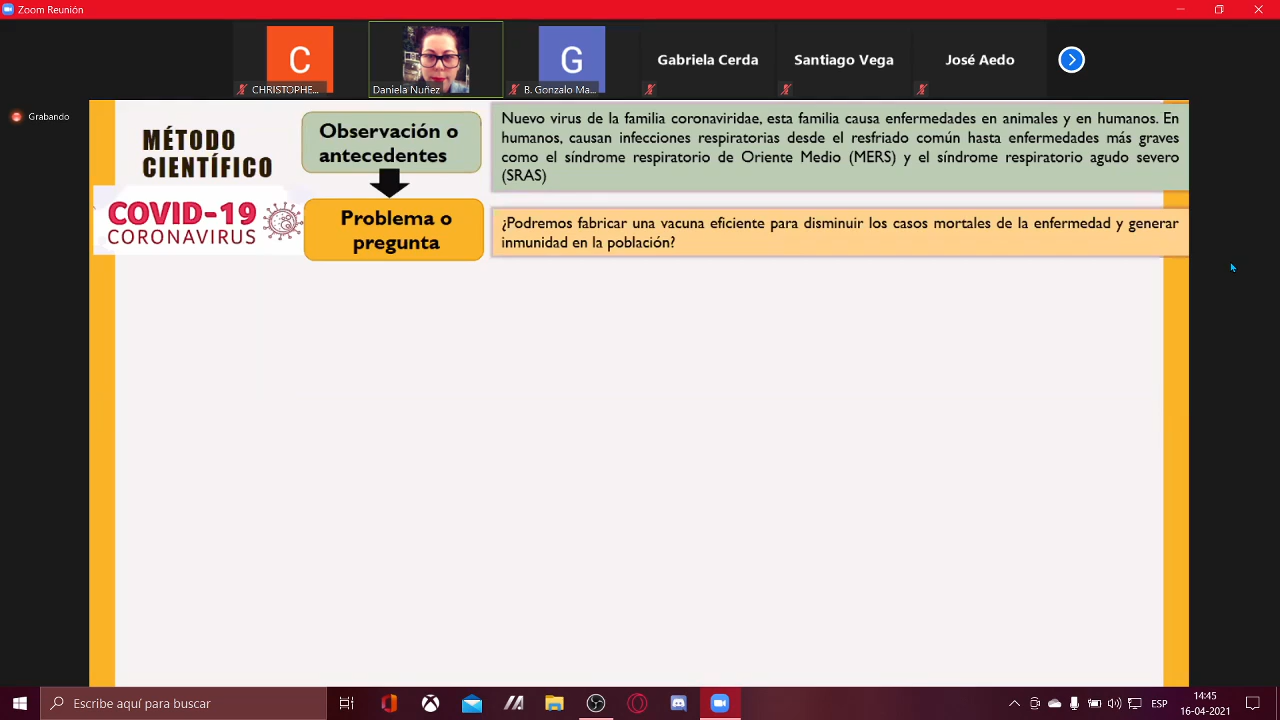 Zoom Reunión
C
G
Gabriela Cerda
Santiago Vega
José Aedo
CHRISTOPHE...
Daniela Nuñez
B. Gonzalo Ma...
Grabando
MÉTODO
CIENTÍFICO
COVID-19
CORONAVIRUS
Observación o
antecedentes
Nuevo virus de la familia coronaviridae, esta familia causa enfermedades en animales y en humanos. En
humanos, causan infecciones respiratorias desde el resfriado común hasta enfermedades más graves
como el síndrome respiratorio de Oriente Medio (MERS) y el síndrome respiratorio agudo severo
(SRAS)
Problema o
pregunta
¿Podremos fabricar una vacuna eficiente para disminuir los casos mortales de la enfermedad y generar
inmunidad en la población?
Escribe aquí para buscar
ESP
14:45
16-04-2021